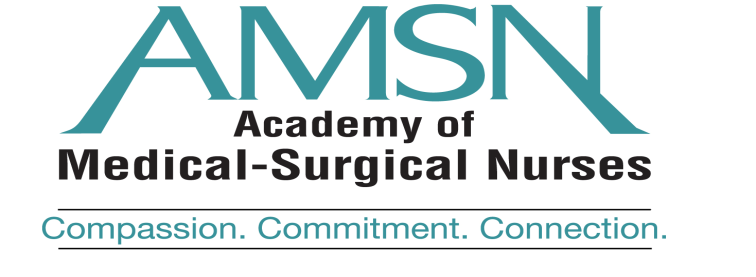 AMSN
Academy of
Medical-Surgical Nurses
Compassion. Commitment. Connection.